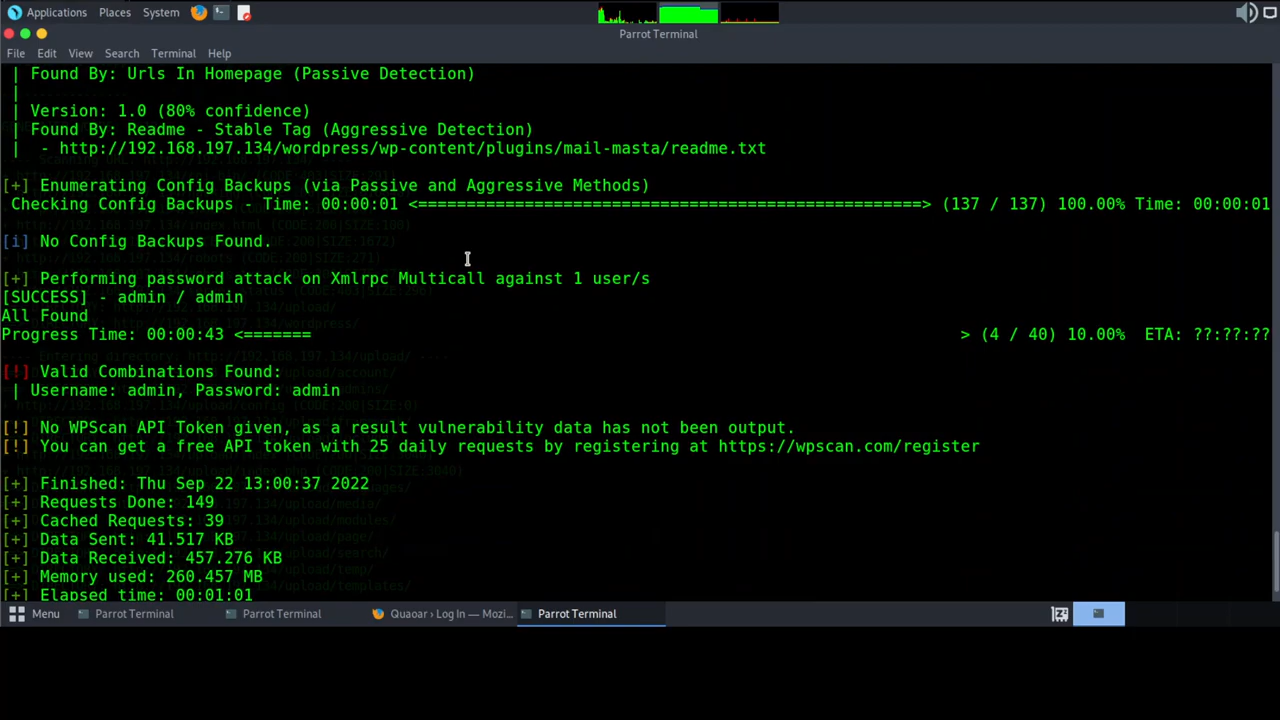 Applications Places System
Parrot Terminal
File Edit View Search Terminal Help
| Found By: Urls In Homepage (Passive Detection)
|
| Version: 1.0 (80% confidence)
| Found By: Readme - Stable Tag (Aggressive Detection)
|  - http://192.168.197.134/wordpress/wp-content/plugins/mail-masta/readme.txt
[+] Enumerating Config Backups (via Passive and Aggressive Methods)
Checking Config Backups - Time: 00:00:01 <====================================================> (137 / 137) 100.00% Time: 00:00:01
[i] No Config Backups Found.
[+] Performing password attack on Xmlrpc Multicall against 1 user/s
[SUCCESS] - admin / admin
All Found
Progress Time: 00:00:43 <======= > (4 / 40) 10.00% ETA: ??:??:??
[!] Valid Combinations Found:
| Username: admin, Password: admin
[!] No WPScan API Token given, as a result vulnerability data has not been output.
[!] You can get a free API token with 25 daily requests by registering at https://wpscan.com/register
[+] Finished: Thu Sep 22 13:00:37 2022
[+] Requests Done: 149
[+] Cached Requests: 39
[+] Data Sent: 41.517 KB
[+] Data Received: 457.276 KB
[+] Memory used: 260.457 MB
[+] Elapsed time: 00:01:01
Menu Parrot Terminal Parrot Terminal Quaoar › Log In — Mozi... Parrot Terminal